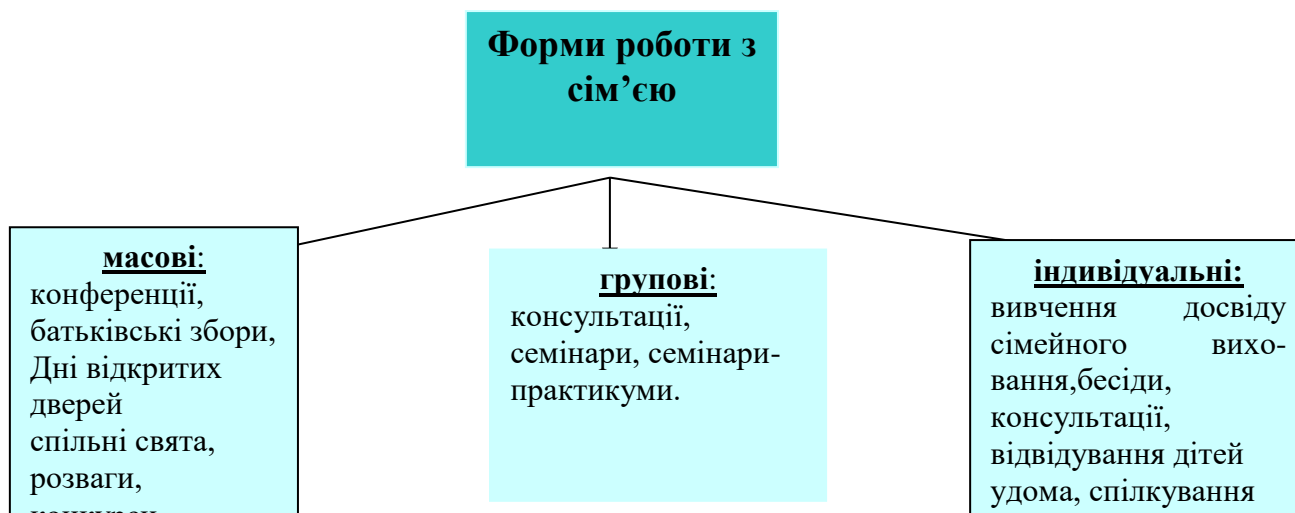 Форми роботи з
сім’єю
масові:
конференції,
батьківські збори,
Дні відкритих
дверей
спільні свята,
розваги,
групові:
консультації,
семінари, семінари-
практикуми.
індивідуальні:
вивчення досвіду
сімейного вихо-
вання,бесіди,
консультації,
відвідування дітей
удома, спілкування